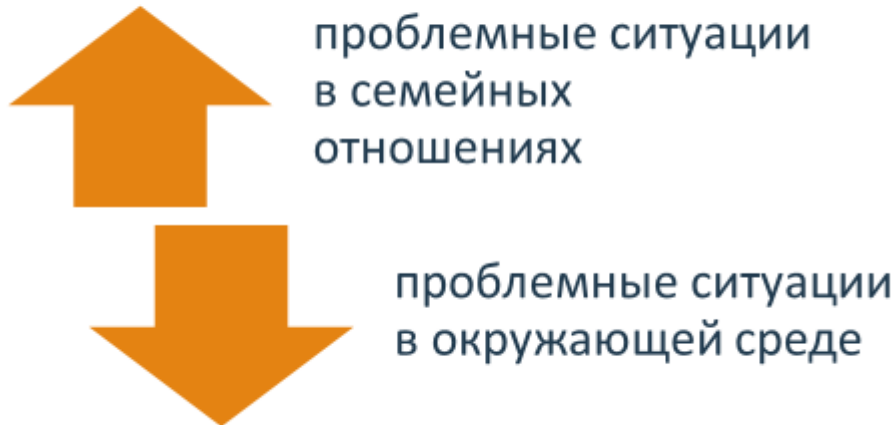 проблемные ситуации
в семейных
отношениях
проблемные ситуации
в окружающей среде